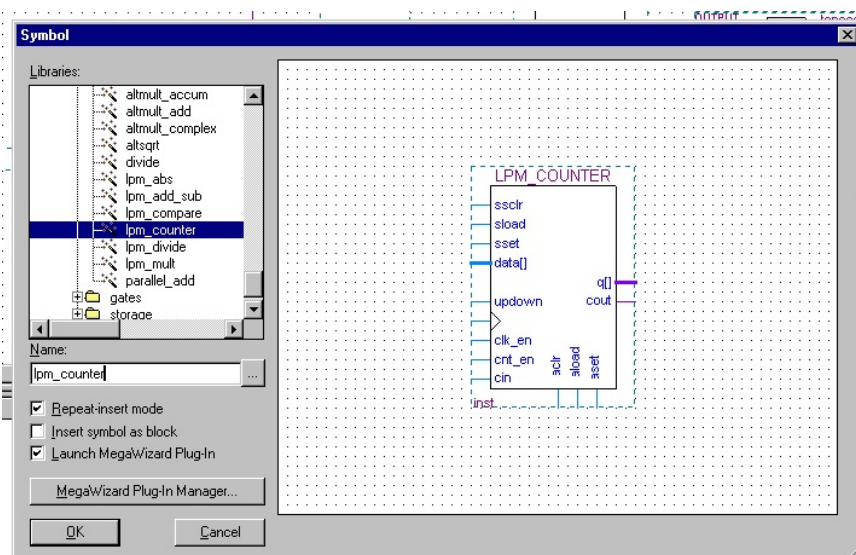 OUTPUT
Symbol
Libraries:
altmult_accum
altmult_add
altmult_complex
altsqrt
divide
lpm_abs
lpm_add_sub
lpm_compare
lpm_counter
lpm_divide
lpm_mult
parallel_add
gates
storage
Name:
lpm_counter
...
Repeat-insert mode
Insert symbol as block
Launch MegaWizard Plug-In
MegaWizard Plug-In Manager...
OK
Cancel
LPM_COUNTER
ssclr
sload
sset
data[]
q[]
updown
cout
clk_en
cnt_en
cin
aclr
aload
aset
inst